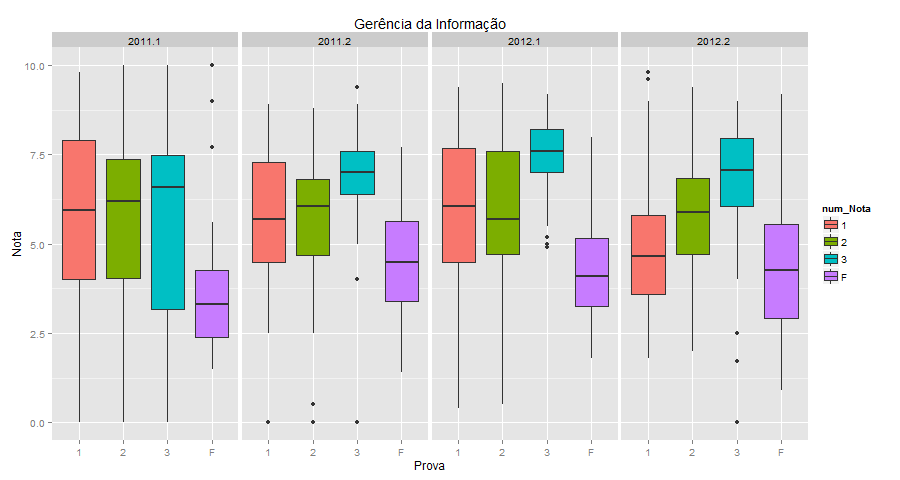 Gerência da Informação
2011.1 2011.2 2012.1 2012.2
10.0
7.5
5.0
2.5
0.0
Nota
1 2 3 F 1 2 3 F 1 2 3 F 1 2 3 F
Prova
num_Nota
1
2
3
F